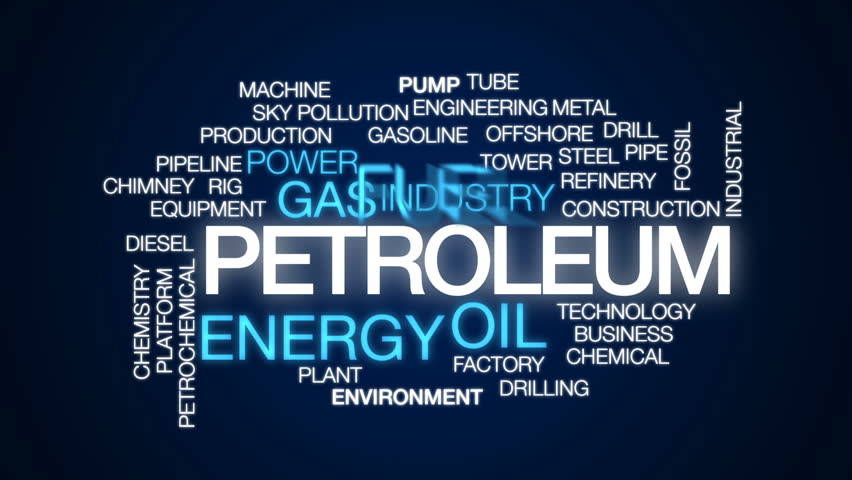 MACHINE
PUMP TUBE
SKY POLLUTION
ENGINEERING METAL
PRODUCTION
GASOLINE
OFFSHORE
DRILL
PIPELINE
POWER
TOWER
STEEL
PIPE
FOSSIL
INDUSTRIAL
CHIMNEY
RIG
GAS
INDUSTRY
REFINERY
EQUIPMENT
CONSTRUCTION
DIESEL
PETROLEUM
CHEMISTRY
PLATFORM
PETROCHEMICAL
ENERGY
OIL
TECHNOLOGY
BUSINESS
FACTORY
CHEMICAL
PLANT
DRILLING
ENVIRONMENT